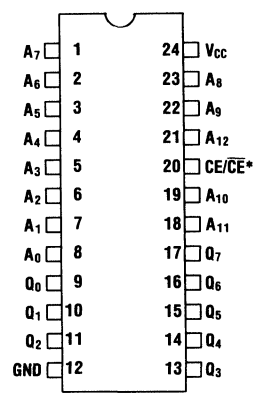 A7 1 24 VCC
A6 2 23 A8
A5 3 22 A9
A4 4 21 A12
A3 5 20 CE/C̅E̅*
A2 6 19 A10
A1 7 18 A11
A0 8 17 Q7
Q0 9 16 Q6
Q1 10 15 Q5
Q2 11 14 Q4
GND 12 13 Q3